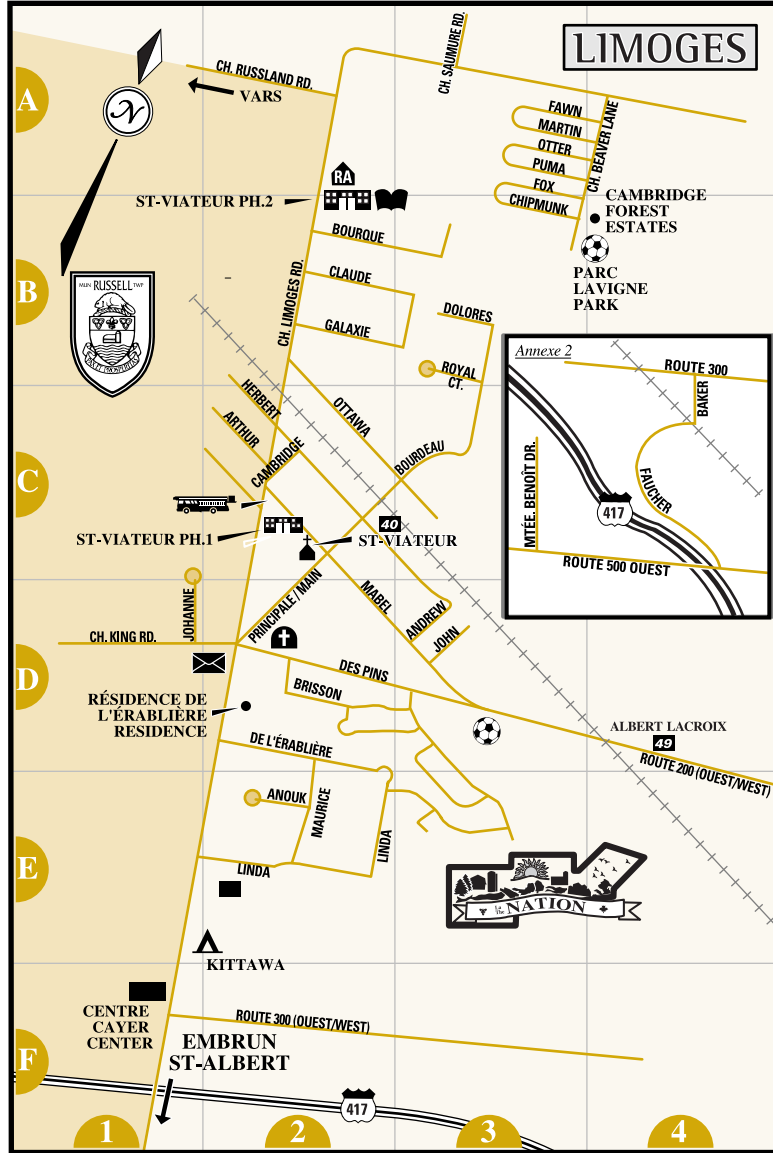 LIMOGES
CH. RUSSLAND RD.
CH. SAUMURE RD.
A
VARS
N
FAWN
MARTIN
OTTER
PUMA
FOX
CHIPMUNK
CH. BEAVER LANE
RA
ST-VIATEUR PH.2
CAMBRIDGE
FOREST
ESTATES
BOURQUE
PARC
LAVIGNE
PARK
B
RUSSELL
CLAUDE
CH. LIMOGES RD.
GALAXIE
DOLORES
ROYAL
CT.
Annexe 2
ROUTE 300
BAKER
FAUCHER
MTÉE. BENOÎT DR.
417
ROUTE 500 OUEST
HERBERT
ARTHUR
CAMBRIDGE
OTTAWA
BOURDEAU
C
ST-VIATEUR PH.1
40
ST-VIATEUR
JOHANNE
PRINCIPALE / MAIN
MABEL
ANDREW
JOHN
CH. KING RD.
D
DES PINS
BRISSON
RÉSIDENCE DE
L'ÉRABLIÈRE
RESIDENCE
DE L'ÉRABLIÈRE
ALBERT LACROIX
49
ROUTE 200 (OUEST/WEST)
ANOUK
MAURICE
LINDA
E
LINDA
La
The
NATION
KITTAWA
CENTRE
CAYER
CENTER
ROUTE 300 (OUEST/WEST)
F
EMBRUN
ST-ALBERT
417
1
2
3
4